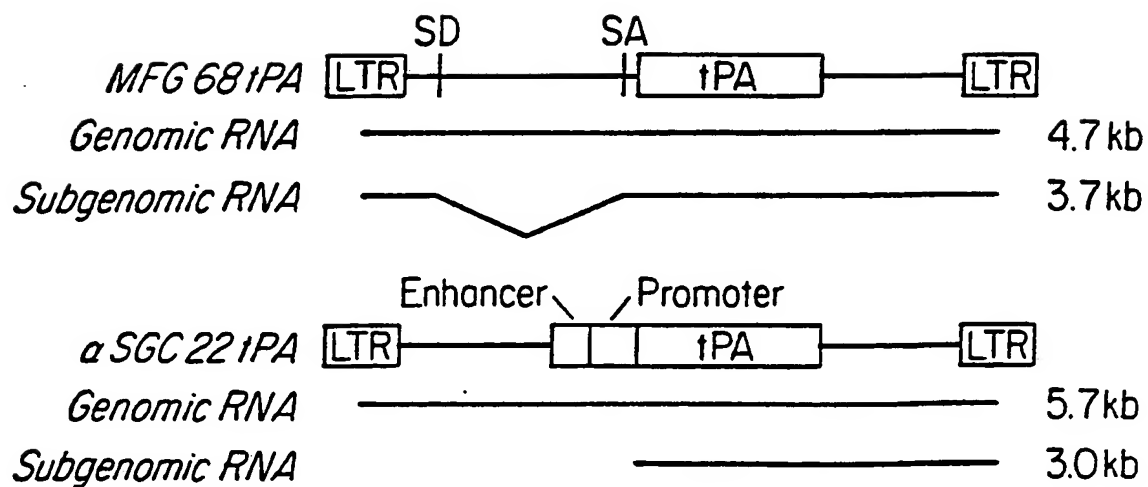 SD SA
MFG 68 tPA LTR tPA LTR
Genomic RNA 4.7 kb
Subgenomic RNA 3.7 kb
Enhancer Promoter
α SGC 22 tPA LTR tPA LTR
Genomic RNA 5.7 kb
Subgenomic RNA 3.0 kb